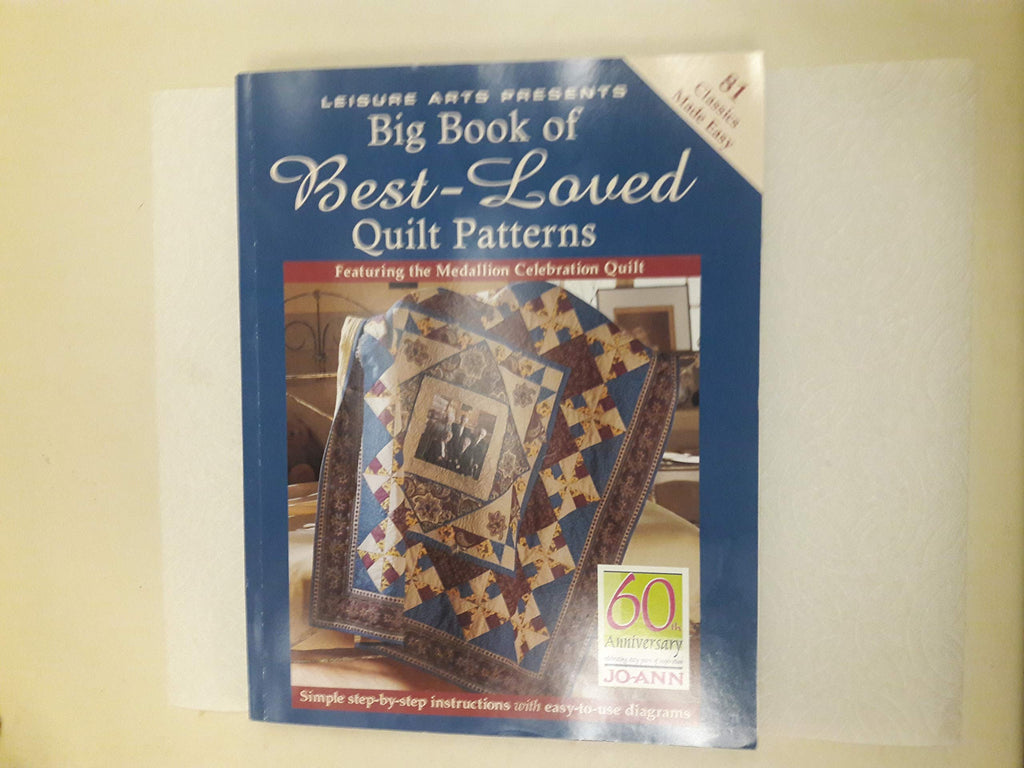 LEISURE ARTS PRESENTS
81
Classics
Made Easy
Big Book of
Best-Loved
Quilt Patterns
Featuring the Medallion Celebration Quilt
60th
Anniversary
JO-ANN
Simple step-by-step instructions with easy-to-use diagrams